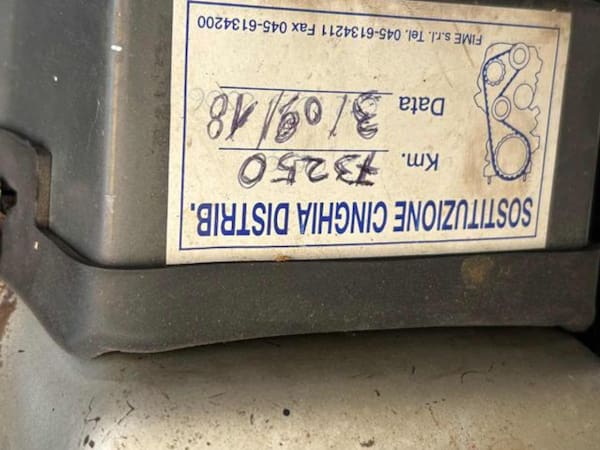 SOSTITUZIONE CINGHIA DISTRIB.
Km. 73250
Data 3/09/18
FIME s.r.l. Tel. 045-6134211 Fax 045-6134200